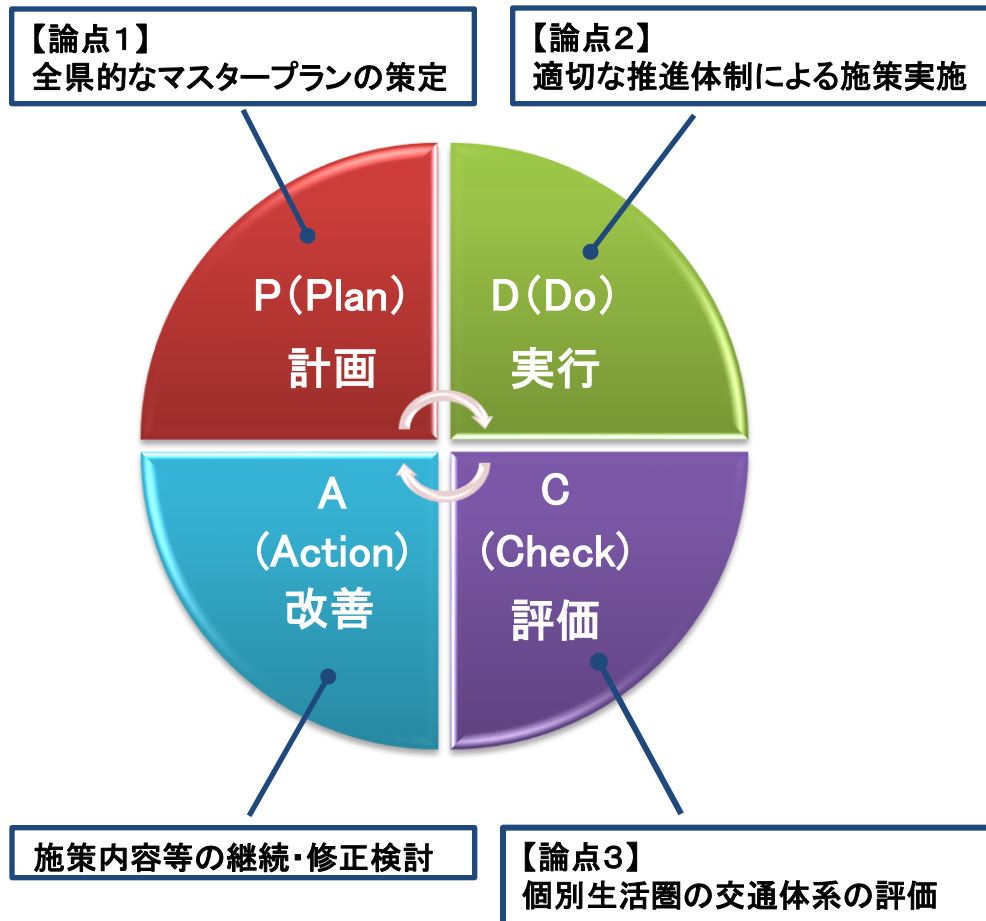 【論点1】
全県的なマスタープランの策定
【論点2】
適切な推進体制による施策実施
P(Plan)
計画
D(Do)
実行
A
(Action)
改善
C
(Check)
評価
施策内容等の継続・修正検討
【論点3】
個別生活圏の交通体系の評価